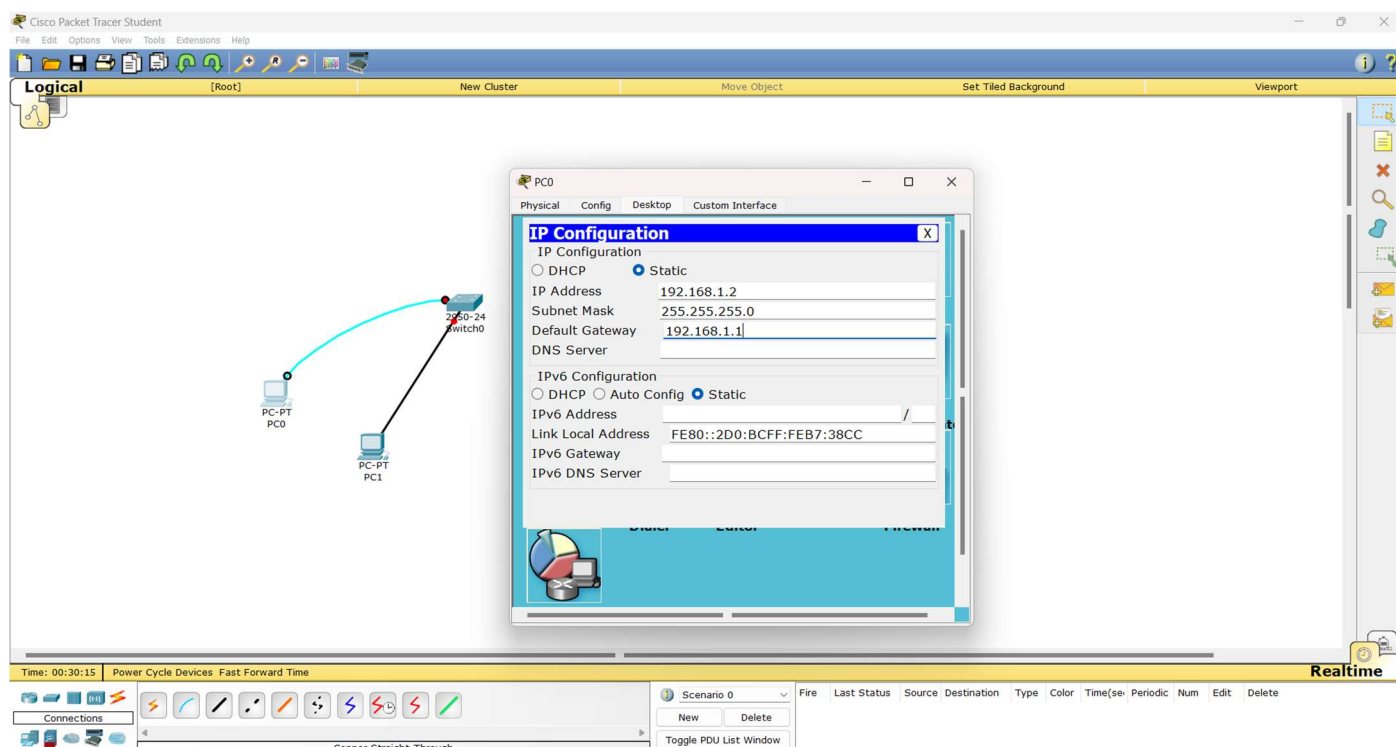 Cisco Packet Tracer Student
File Edit Options View Tools Extensions Help
Logical [Root] New Cluster Move Object Set Tiled Background Viewport
PC0
Physical Config Desktop Custom Interface
IP Configuration X
IP Configuration
DHCP Static
IP Address 192.168.1.2
Subnet Mask 255.255.255.0
Default Gateway 192.168.1.1
DNS Server
IPv6 Configuration
DHCP Auto Config Static
IPv6 Address /
Link Local Address FE80::2D0:BCFF:FEB7:38CC
IPv6 Gateway
IPv6 DNS Server
2950-24
Switch0
PC-PT
PC0
PC-PT
PC1
Time: 00:30:15 Power Cycle Devices Fast Forward Time Realtime
Connections
Scenario 0
New Delete
Toggle PDU List Window
Fire Last Status Source Destination Type Color Time(se Periodic Num Edit Delete